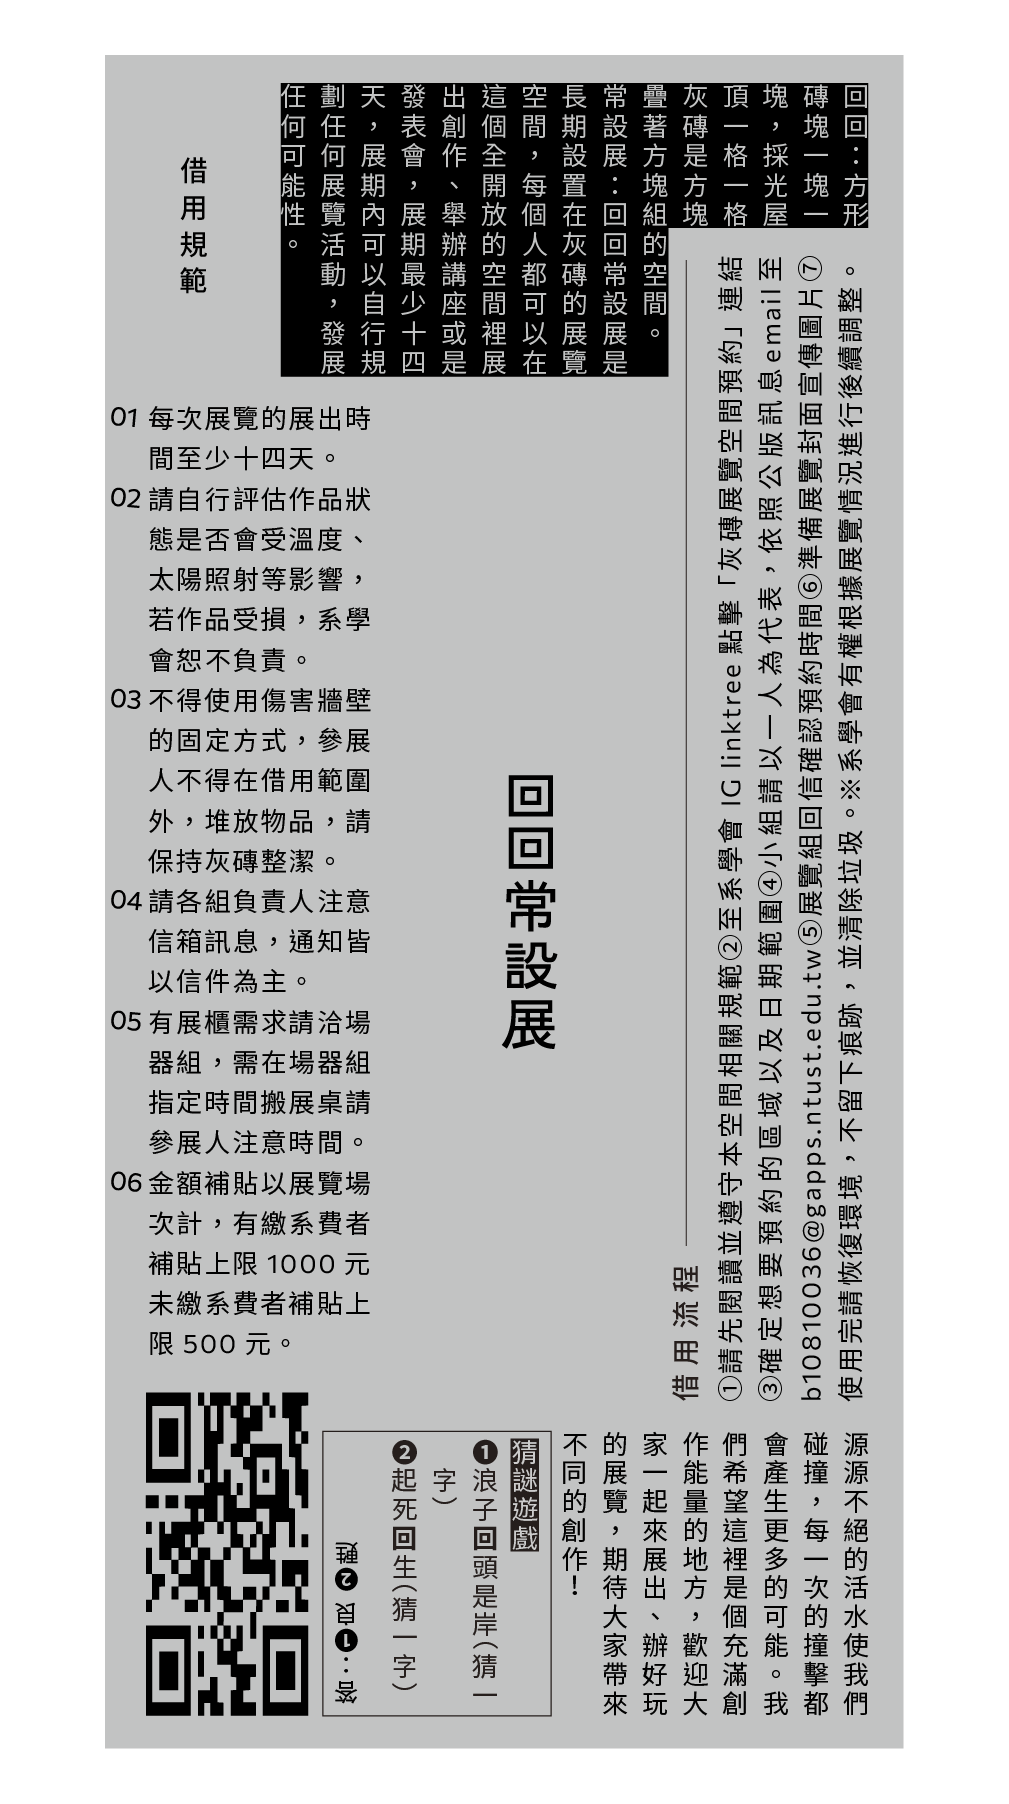 回回：方形
磚塊一塊一
塊，採光屋
頂一格一格
灰磚是方塊
疊著方塊組的空間。
常設展：回回常設展是
長期設置在灰磚的展覽
空間，每個人都可以在
這個全開放的空間裡展
出創作、舉辦講座或是
發表會，展期最少十四
天，展期內可以自行規
劃任何展覽活動，發展
任何可能性。
借用規範
01 每次展覽的展出時
間至少十四天。
02 請自行評估作品狀
態是否會受溫度、
太陽照射等影響，
若作品受損，系學
會恕不負責。
03 不得使用傷害牆壁
的固定方式，參展
人不得在借用範圍
外，堆放物品，請
保持灰磚整潔。
04 請各組負責人注意
信箱訊息，通知皆
以信件為主。
05 有展櫃需求請洽場
器組，需在場器組
指定時間搬展桌請
參展人注意時間。
06 金額補貼以展覽場
次計，有繳系費者
補貼上限 1000 元
未繳系費者補貼上
限 500 元。
回回常設展
借用流程
①請先閱讀並遵守本空間相關規範②至系學會 IG linktree 點擊「灰磚展覽空間預約」連結
③確定想要預約的區域以及日期範圍④小組請以一人為代表，依照公版訊息email至
b10810036@gapps.ntust.edu.tw⑤展覽組回信確認預約時間⑥準備展覽封面宣傳圖片⑦
使用完請恢復環境，不留下痕跡，並清除垃圾。※系學會有權根據展覽情況進行後續調整。
源源不絕的活水使我們
碰撞，每一次的撞擊都
會產生更多的可能。我
們希望這裡是個充滿創
作能量的地方，歡迎大
家一起來展出、辦好玩
的展覽，期待大家帶來
不同的創作！
猜謎遊戲
❶浪子回頭是岸（猜一
字）
❷起死回生（猜一字）
答：❶良❷甦